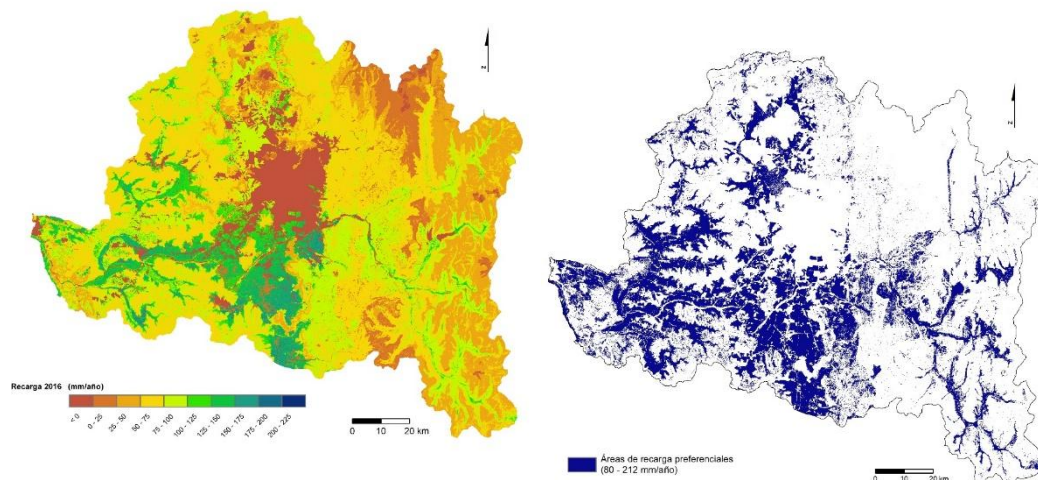 N
Recarga 2016 (mm/año)
< 0
0 - 25
25 - 50
50 - 75
75 - 100
100 - 125
125 - 150
150 - 175
175 - 200
200 - 225
0 10 20 km
N
Áreas de recarga preferenciales
(80 - 212 mm/año)
0 10 20 km